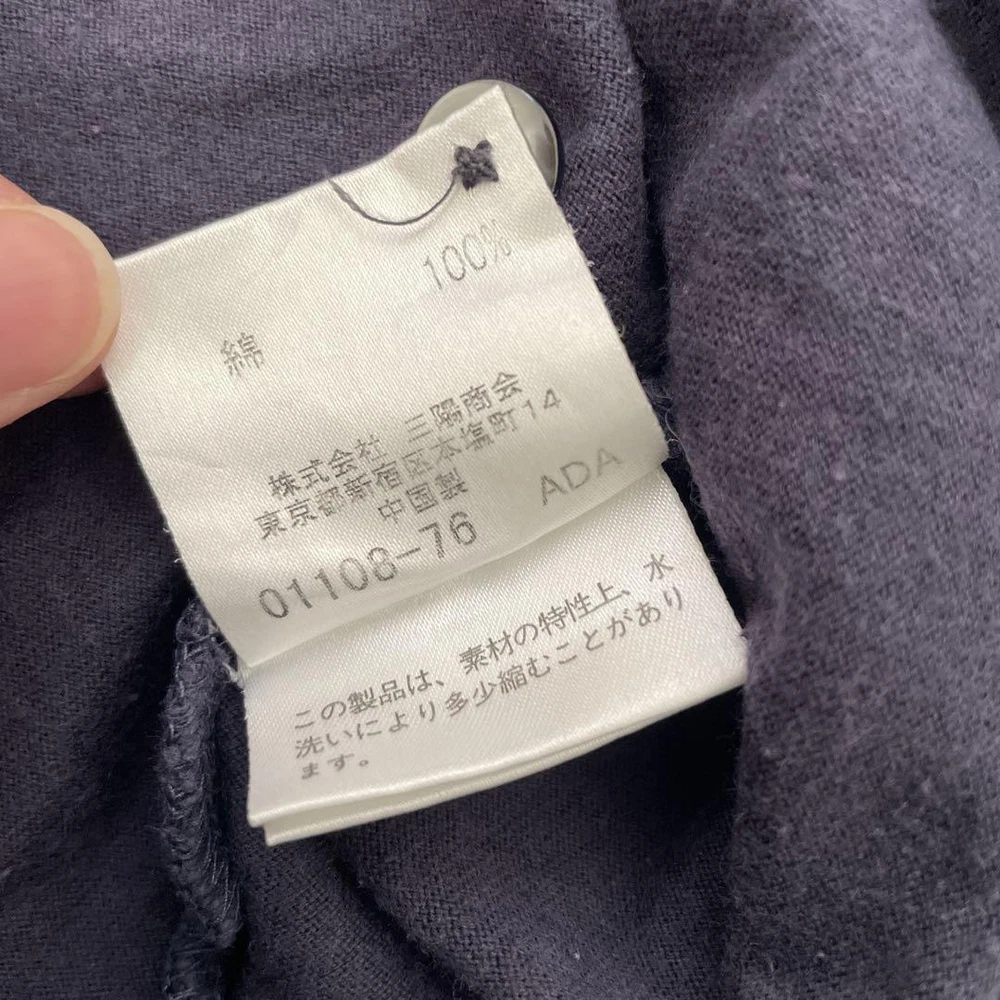 綿 100%
株式会社 三陽商会
東京都新宿区本塩町14
中国製 ADA
01108-76
この製品は、素材の特性上、水
洗いにより多少縮むことがあり
ます。